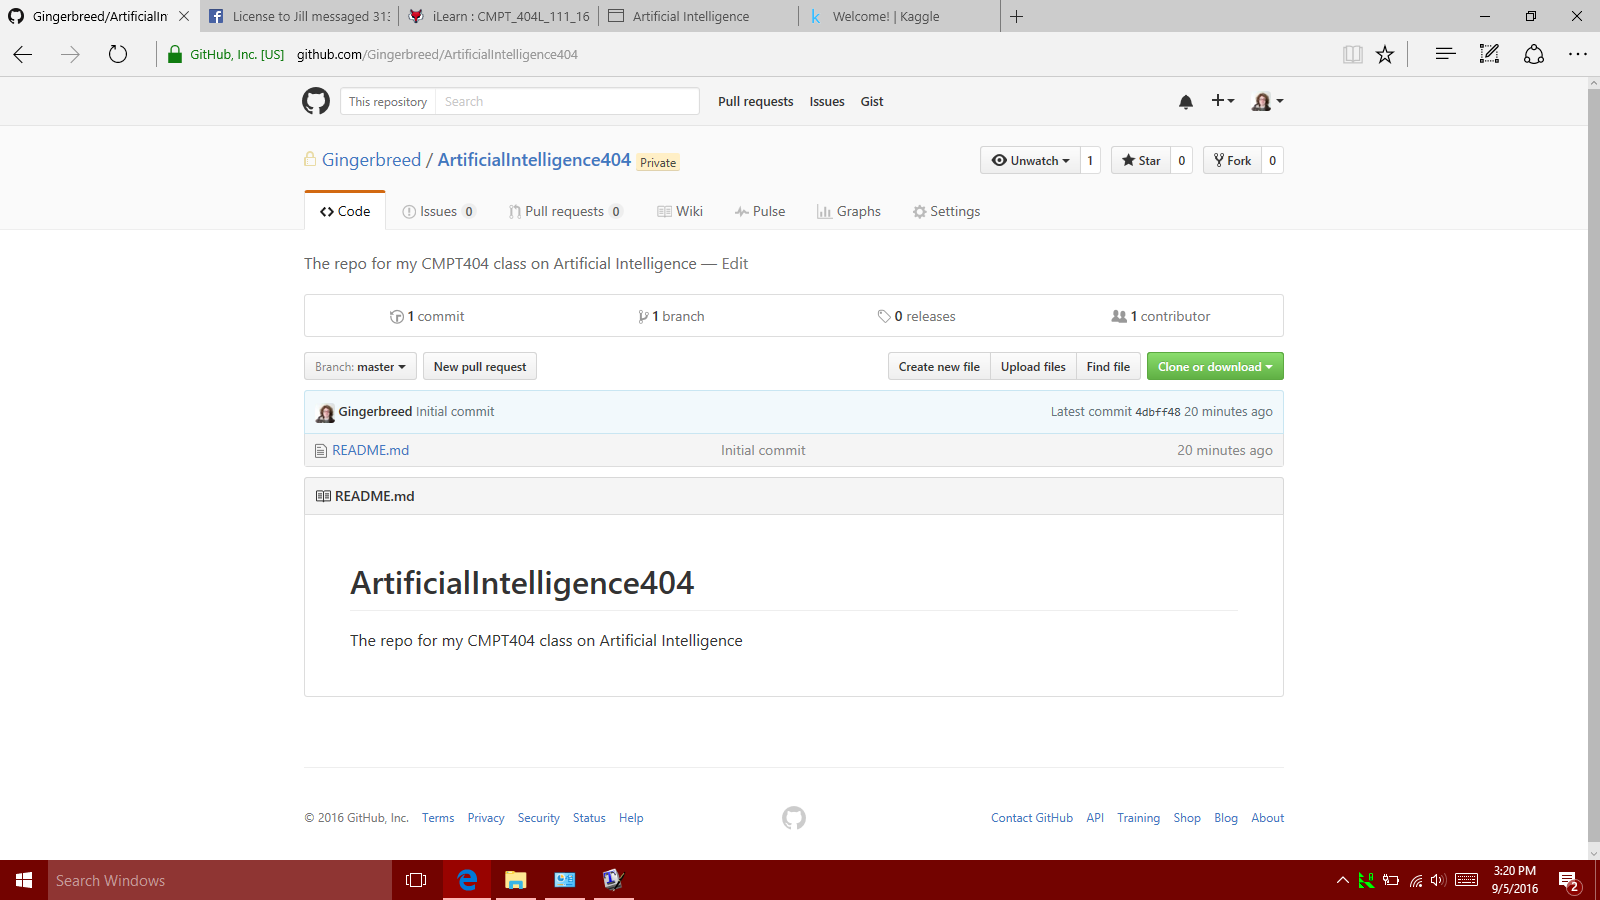 Gingerbreed/ArtificialIn
License to Jill messaged 313
iLearn : CMPT_404L_111_16
Artificial Intelligence
k Welcome! | Kaggle
GitHub, Inc. [US] github.com/Gingerbreed/ArtificialIntelligence404
This repository Search Pull requests Issues Gist
Gingerbreed / ArtificialIntelligence404 Private Unwatch 1 Star 0 Fork 0
Code Issues 0 Pull requests 0 Wiki Pulse Graphs Settings
The repo for my CMPT404 class on Artificial Intelligence — Edit
1 commit 1 branch 0 releases 1 contributor
Branch: master New pull request Create new file Upload files Find file Clone or download
Gingerbreed Initial commit Latest commit 4dbff48 20 minutes ago
README.md Initial commit 20 minutes ago
README.md
ArtificialIntelligence404
The repo for my CMPT404 class on Artificial Intelligence
© 2016 GitHub, Inc. Terms Privacy Security Status Help Contact GitHub API Training Shop Blog About
Search Windows
3:20 PM
9/5/2016
2